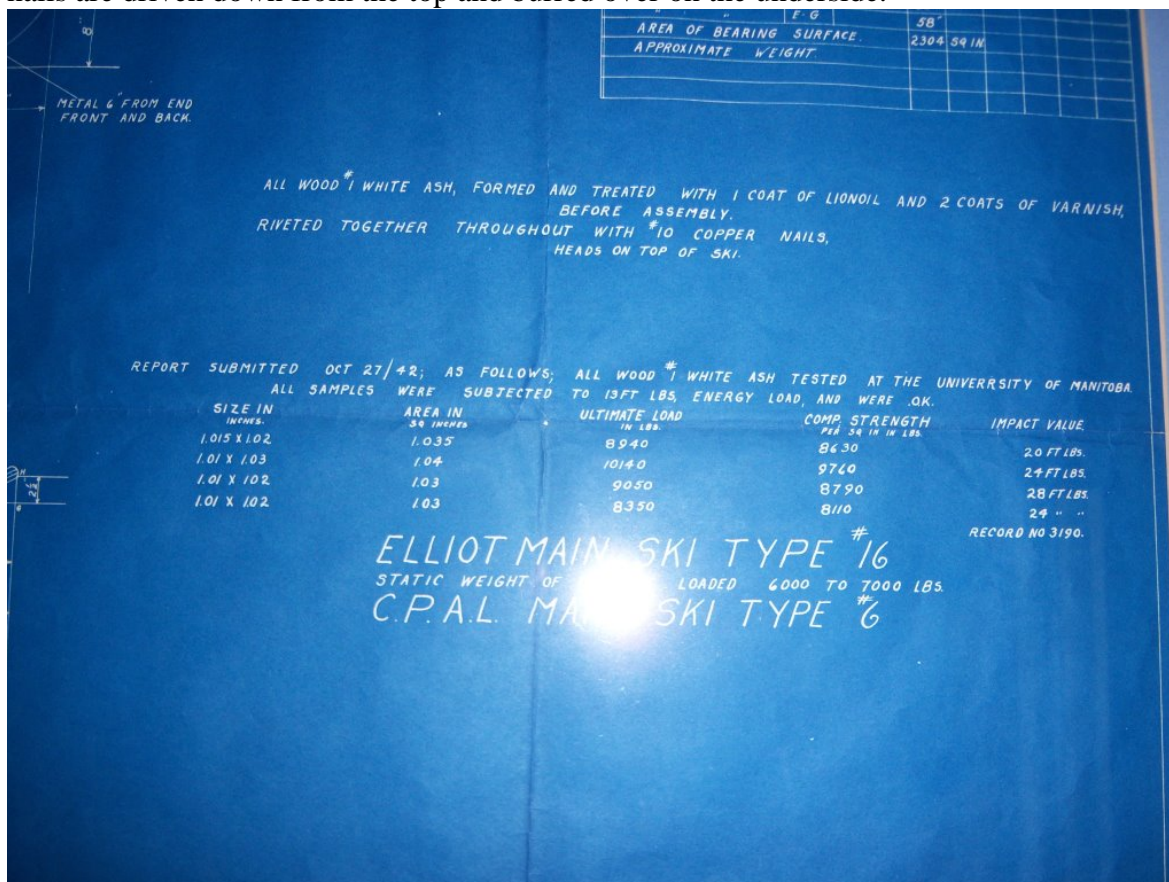 nails are driven down from the top and burred over on the underside.
E-G 58"
AREA OF BEARING SURFACE. 2304 SQ IN
APPROXIMATE WEIGHT.
8
METAL 6" FROM END
FRONT AND BACK.
ALL WOOD #1 WHITE ASH, FORMED AND TREATED WITH 1 COAT OF LIONOIL AND 2 COATS OF VARNISH,
BEFORE ASSEMBLY.
RIVETED TOGETHER THROUGHOUT WITH #10 COPPER NAILS,
HEADS ON TOP OF SKI.
REPORT SUBMITTED OCT 27/42; AS FOLLOWS; ALL WOOD #1 WHITE ASH TESTED AT THE UNIVERRSITY OF MANITOBA.
ALL SAMPLES WERE SUBJECTED TO 13FT LBS, ENERGY LOAD, AND WERE .OK.
SIZE IN AREA IN ULTIMATE LOAD COMP. STRENGTH IMPACT VALUE
INCHES. SQ INCHES IN LBS. PER SQ IN IN LBS.
1.015 X 1.02 1.035 8940 8630 20 FT LBS.
1.01 X 1.03 1.04 10140 9760 24 FT LBS.
1.01 X 102 1.03 9050 8790 28 FT LBS.
1.01 X 1.02 1.03 8350 8110 24 " "
RECORD NO 3190.
ELLIOT MAIN SKI TYPE #16
STATIC WEIGHT OF LOADED 6000 TO 7000 LBS.
C.P.A.L. MAIN SKI TYPE #6